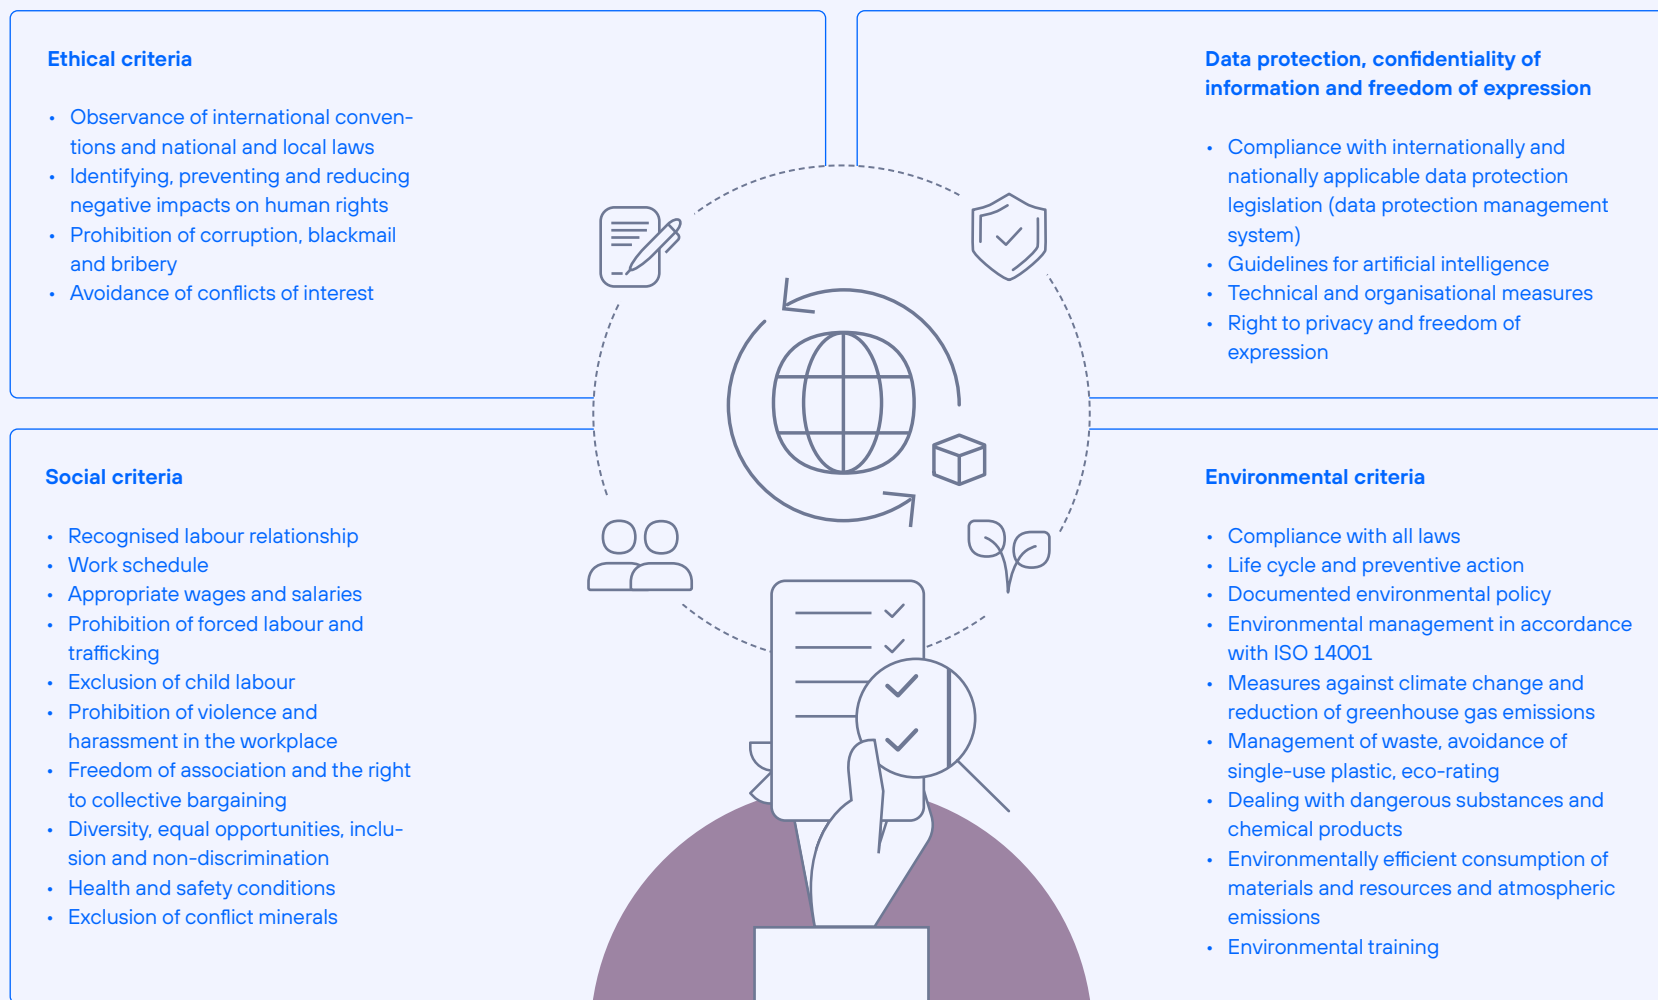 Ethical criteria
• Observance of international conven-
tions and national and local laws
• Identifying, preventing and reducing
negative impacts on human rights
• Prohibition of corruption, blackmail
and bribery
• Avoidance of conflicts of interest
Data protection, confidentiality of
information and freedom of expression
• Compliance with internationally and
nationally applicable data protection
legislation (data protection management
system)
• Guidelines for artificial intelligence
• Technical and organisational measures
• Right to privacy and freedom of
expression
Social criteria
• Recognised labour relationship
• Work schedule
• Appropriate wages and salaries
• Prohibition of forced labour and
trafficking
• Exclusion of child labour
• Prohibition of violence and
harassment in the workplace
• Freedom of association and the right
to collective bargaining
• Diversity, equal opportunities, inclu-
sion and non-discrimination
• Health and safety conditions
• Exclusion of conflict minerals
Environmental criteria
• Compliance with all laws
• Life cycle and preventive action
• Documented environmental policy
• Environmental management in accordance
with ISO 14001
• Measures against climate change and
reduction of greenhouse gas emissions
• Management of waste, avoidance of
single-use plastic, eco-rating
• Dealing with dangerous substances and
chemical products
• Environmentally efficient consumption of
materials and resources and atmospheric
emissions
• Environmental training